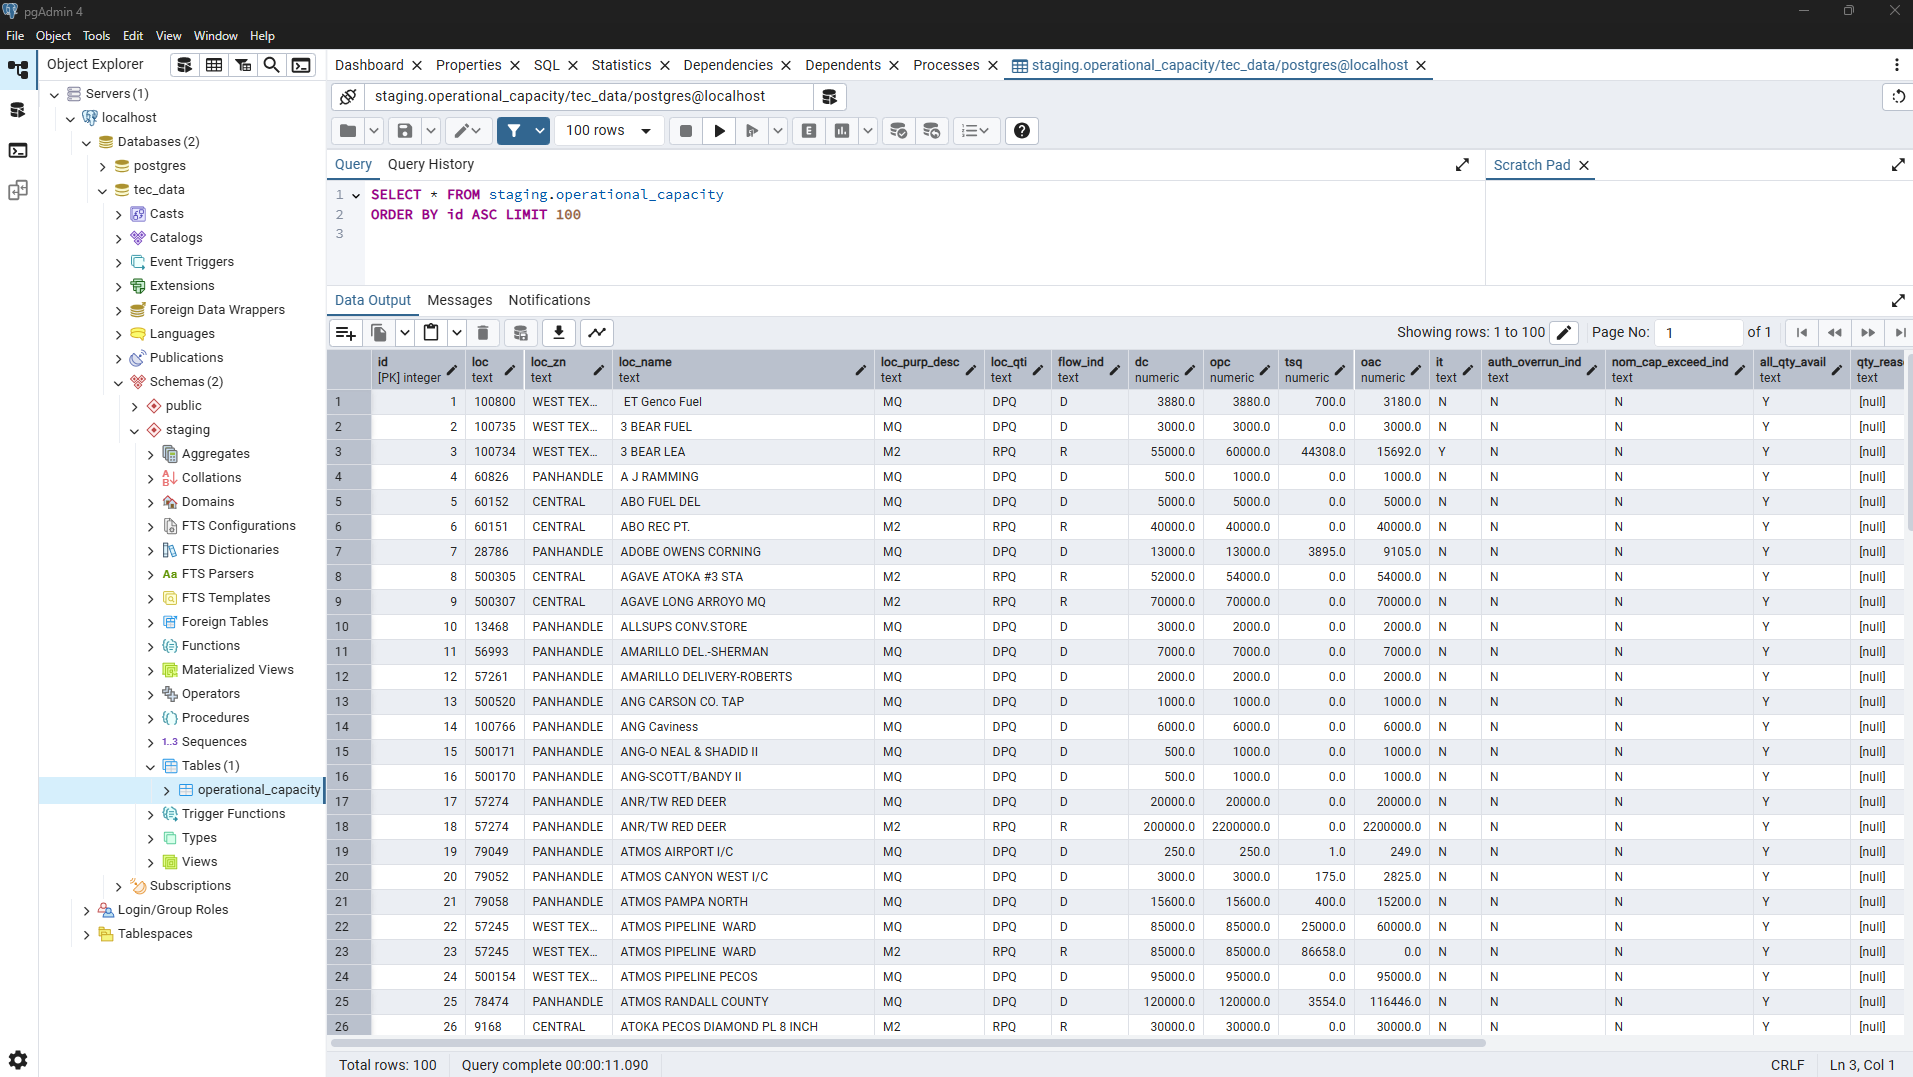 pgAdmin 4
File Object Tools Edit View Window Help
Object Explorer
Dashboard Properties SQL Statistics Dependencies Dependents Processes staging.operational_capacity/tec_data/postgres@localhost
Servers (1)
localhost
Databases (2)
postgres
tec_data
Casts
Catalogs
Event Triggers
Extensions
Foreign Data Wrappers
Languages
Publications
Schemas (2)
public
staging
Aggregates
Collations
Domains
FTS Configurations
FTS Dictionaries
Aa FTS Parsers
FTS Templates
Foreign Tables
Functions
Materialized Views
Operators
Procedures
1..3 Sequences
Tables (1)
operational_capacity
Trigger Functions
Types
Views
Subscriptions
Login/Group Roles
Tablespaces
staging.operational_capacity/tec_data/postgres@localhost
100 rows
E
Query Query History
Scratch Pad
1 SELECT * FROM staging.operational_capacity
2 ORDER BY id ASC LIMIT 100
3
Data Output Messages Notifications
Showing rows: 1 to 100 Page No: 1 of 1
id loc loc_zn loc_name loc_purp_desc loc_qti flow_ind dc opc tsq oac it auth_overrun_ind nom_cap_exceed_ind all_qty_avail qty_reas
[PK] integer text text text text text text numeric numeric numeric numeric text text text text text
1 1 100800 WEST TEX... ET Genco Fuel MQ DPQ D 3880.0 3880.0 700.0 3180.0 N N N Y [null]
2 2 100735 WEST TEX... 3 BEAR FUEL MQ DPQ D 3000.0 3000.0 0.0 3000.0 N N N Y [null]
3 3 100734 WEST TEX... 3 BEAR LEA M2 RPQ R 55000.0 60000.0 44308.0 15692.0 Y N N Y [null]
4 4 60826 PANHANDLE A J RAMMING MQ DPQ D 500.0 1000.0 0.0 1000.0 N N N Y [null]
5 5 60152 CENTRAL ABO FUEL DEL MQ DPQ D 5000.0 5000.0 0.0 5000.0 N N N Y [null]
6 6 60151 CENTRAL ABO REC PT. M2 RPQ R 40000.0 40000.0 0.0 40000.0 N N N Y [null]
7 7 28786 PANHANDLE ADOBE OWENS CORNING MQ DPQ D 13000.0 13000.0 3895.0 9105.0 N N N Y [null]
8 8 500305 CENTRAL AGAVE ATOKA #3 STA M2 RPQ R 52000.0 54000.0 0.0 54000.0 N N N Y [null]
9 9 500307 CENTRAL AGAVE LONG ARROYO MQ M2 RPQ R 70000.0 70000.0 0.0 70000.0 N N N Y [null]
10 10 13468 PANHANDLE ALLSUPS CONV.STORE MQ DPQ D 3000.0 2000.0 0.0 2000.0 N N N Y [null]
11 11 56993 PANHANDLE AMARILLO DEL.-SHERMAN MQ DPQ D 7000.0 7000.0 0.0 7000.0 N N N Y [null]
12 12 57261 PANHANDLE AMARILLO DELIVERY-ROBERTS MQ DPQ D 2000.0 2000.0 0.0 2000.0 N N N Y [null]
13 13 500520 PANHANDLE ANG CARSON CO. TAP MQ DPQ D 1000.0 1000.0 0.0 1000.0 N N N Y [null]
14 14 100766 PANHANDLE ANG Caviness MQ DPQ D 6000.0 6000.0 0.0 6000.0 N N N Y [null]
15 15 500171 PANHANDLE ANG-O NEAL & SHADID II MQ DPQ D 500.0 1000.0 0.0 1000.0 N N N Y [null]
16 16 500170 PANHANDLE ANG-SCOTT/BANDY II MQ DPQ D 500.0 1000.0 0.0 1000.0 N N N Y [null]
17 17 57274 PANHANDLE ANR/TW RED DEER MQ DPQ D 20000.0 20000.0 0.0 20000.0 N N N Y [null]
18 18 57274 PANHANDLE ANR/TW RED DEER M2 RPQ R 200000.0 2200000.0 0.0 2200000.0 N N N Y [null]
19 19 79049 PANHANDLE ATMOS AIRPORT I/C MQ DPQ D 250.0 250.0 1.0 249.0 N N N Y [null]
20 20 79052 PANHANDLE ATMOS CANYON WEST I/C MQ DPQ D 3000.0 3000.0 175.0 2825.0 N N N Y [null]
21 21 79058 PANHANDLE ATMOS PAMPA NORTH MQ DPQ D 15600.0 15600.0 400.0 15200.0 N N N Y [null]
22 22 57245 WEST TEX... ATMOS PIPELINE WARD MQ DPQ D 85000.0 85000.0 25000.0 60000.0 N N N Y [null]
23 23 57245 WEST TEX... ATMOS PIPELINE WARD M2 RPQ R 85000.0 85000.0 86658.0 0.0 N N N Y [null]
24 24 500154 WEST TEX... ATMOS PIPELINE PECOS MQ DPQ D 95000.0 95000.0 0.0 95000.0 N N N Y [null]
25 25 78474 PANHANDLE ATMOS RANDALL COUNTY MQ DPQ D 120000.0 120000.0 3554.0 116446.0 N N N Y [null]
26 26 9168 CENTRAL ATOKA PECOS DIAMOND PL 8 INCH M2 RPQ R 30000.0 30000.0 0.0 30000.0 N N N Y [null]
Total rows: 100 Query complete 00:00:11.090 CRLF Ln 3, Col 1